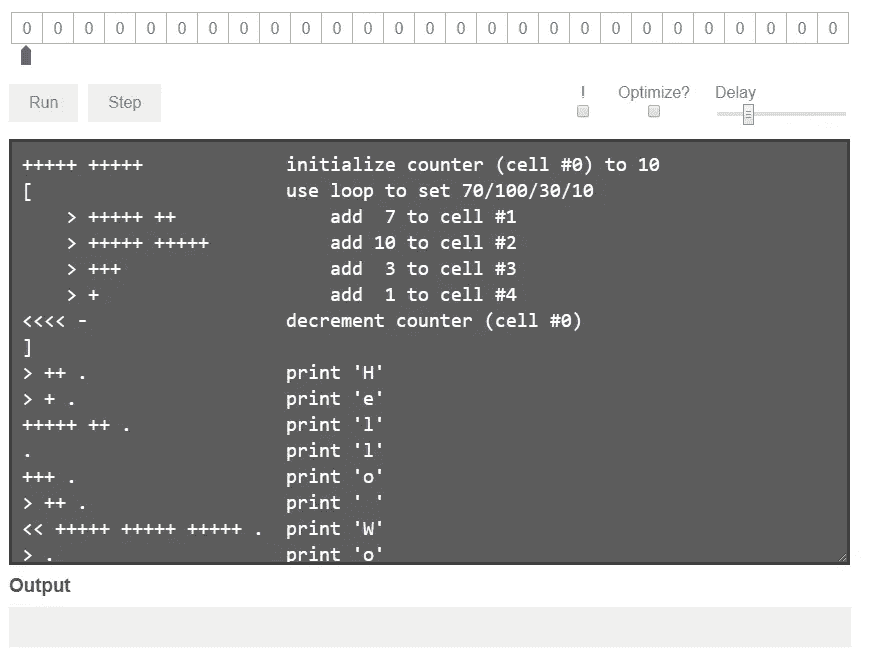 0 0 0 0 0 0 0 0 0 0 0 0 0 0 0 0 0 0 0 0 0 0 0 0 0 0 0
Run Step ! Optimize? Delay
+++++ +++++ initialize counter (cell #0) to 10
[ use loop to set 70/100/30/10
> +++++ ++ add 7 to cell #1
> +++++ +++++ add 10 to cell #2
> +++ add 3 to cell #3
> + add 1 to cell #4
<<<< - decrement counter (cell #0)
]
> ++ . print 'H'
> + . print 'e'
+++++ ++ . print 'l'
. print 'l'
+++ . print 'o'
> ++ . print ' '
<< +++++ +++++ +++++ . print 'W'
> . print 'o'
Output